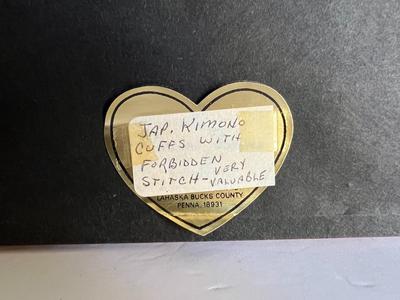 JAP. KIMONO
CUFFS WITH
FORBIDDEN
VERY
STITCH-VALUABLE
LAHASKA BUCKS COUNTY
PENNA. 18931